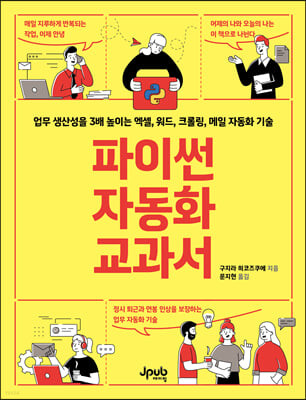 매일 지루하게 반복되는
작업, 이제 안녕
어제의 나와 오늘의 나는
이 책으로 나뉜다.
업무 생산성을 3배 높이는 엑셀, 워드, 크롤링, 메일 자동화 기술
파이썬
자동화
교과서
구지라 히코즈쿠에 지음
문지현 옮김
정시 퇴근과 연봉 인상을 보장하는
업무 자동화 기술
Jpub
제이펍